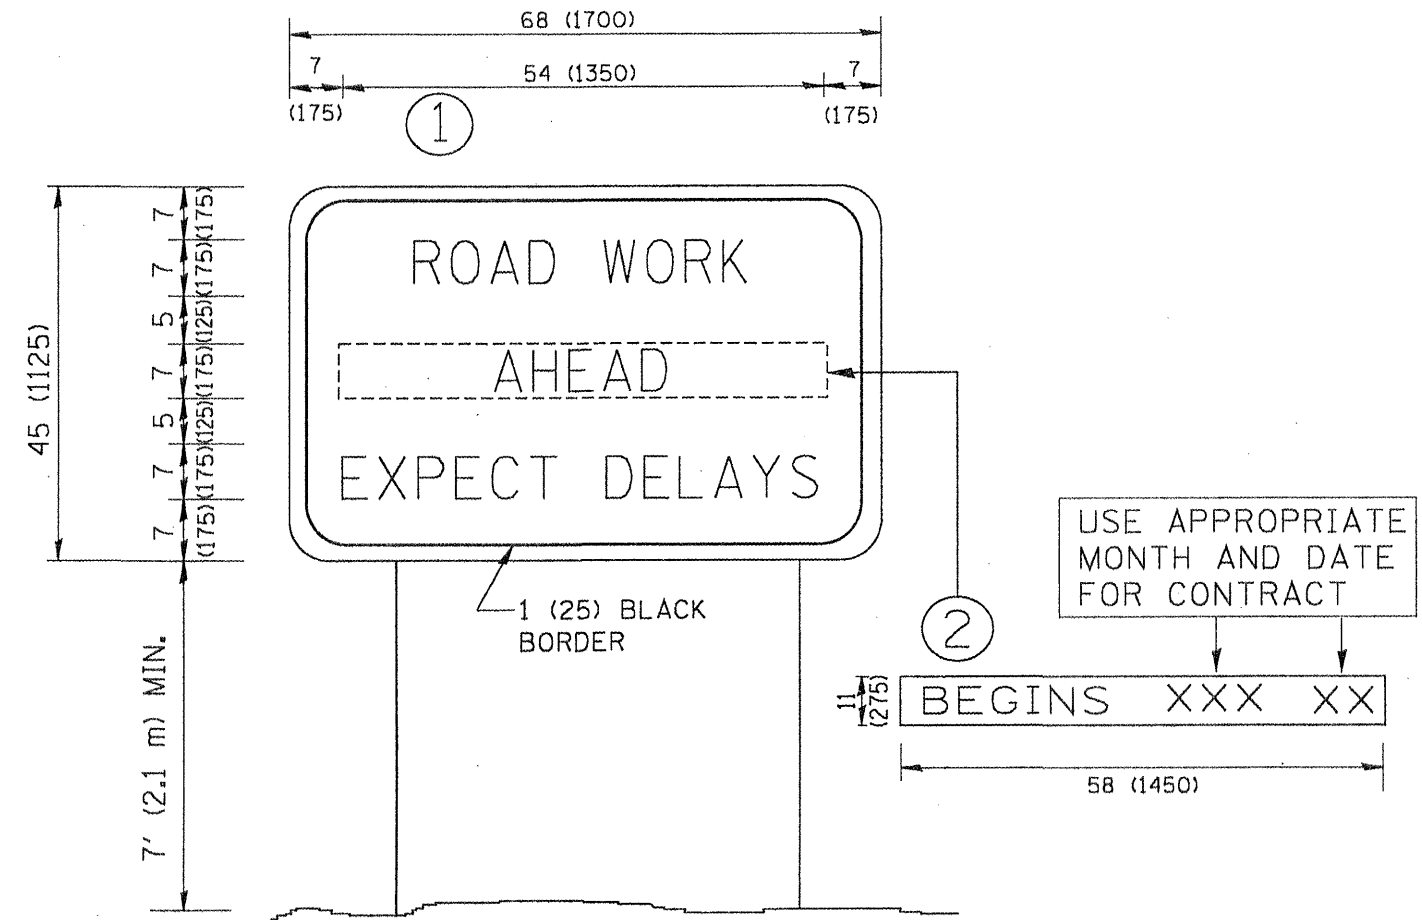 68 (1700)
7
54 (1350)
7
(175)
(175)
1
45 (1125)
7
(175)
7
(175)
5
(125)
7
(175)
5
(125)
7
(175)
7
(175)
ROAD WORK
AHEAD
EXPECT DELAYS
1 (25) BLACK
BORDER
7' (2.1 m) MIN.
USE APPROPRIATE
MONTH AND DATE
FOR CONTRACT
2
11
(275)
BEGINS XXX XX
58 (1450)